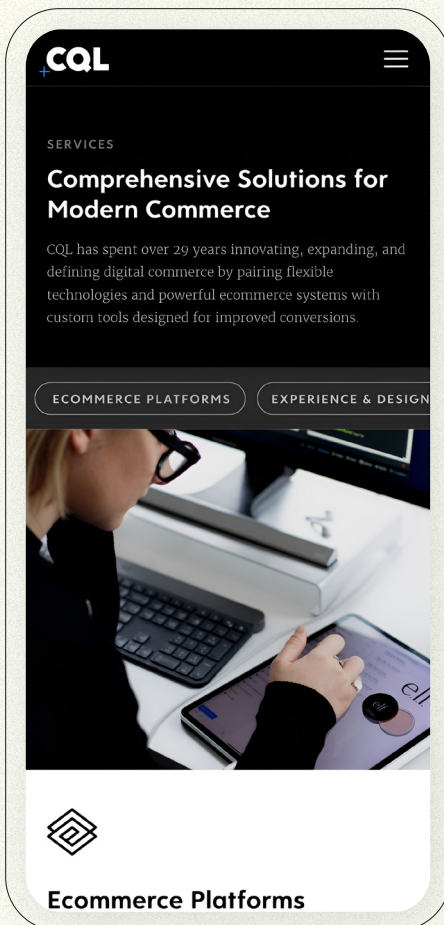 CQL
SERVICES
Comprehensive Solutions for
Modern Commerce
CQL has spent over 29 years innovating, expanding, and
defining digital commerce by pairing flexible
technologies and powerful ecommerce systems with
custom tools designed for improved conversions.
ECOMMERCE PLATFORMS
EXPERIENCE & DESIGN
e.l.f.
elf
Ecommerce Platforms